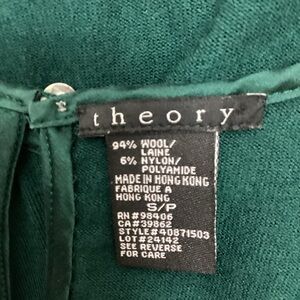 theory
94% WOOL/
LAINE
6% NYLON/
POLYAMIDE
MADE IN HONG KONG
FABRIQUE A
HONG KONG
S/P
RN#98406
CA#39862
STYLE#40871503
LOT#24142
SEE REVERSE
FOR CARE